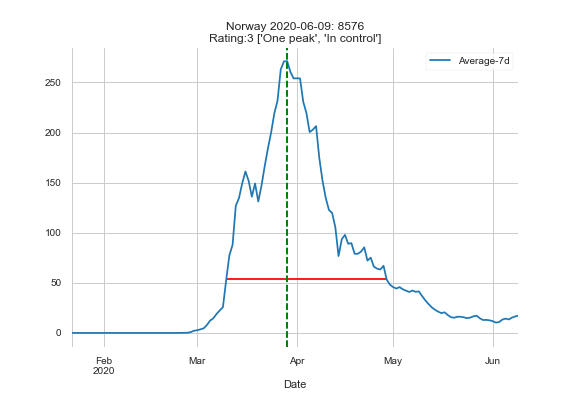 Norway 2020-06-09: 8576
Rating:3 ['One peak', 'In control']
Average-7d
250
200
150
100
50
0
Feb
2020
Mar
Apr
May
Jun
Date